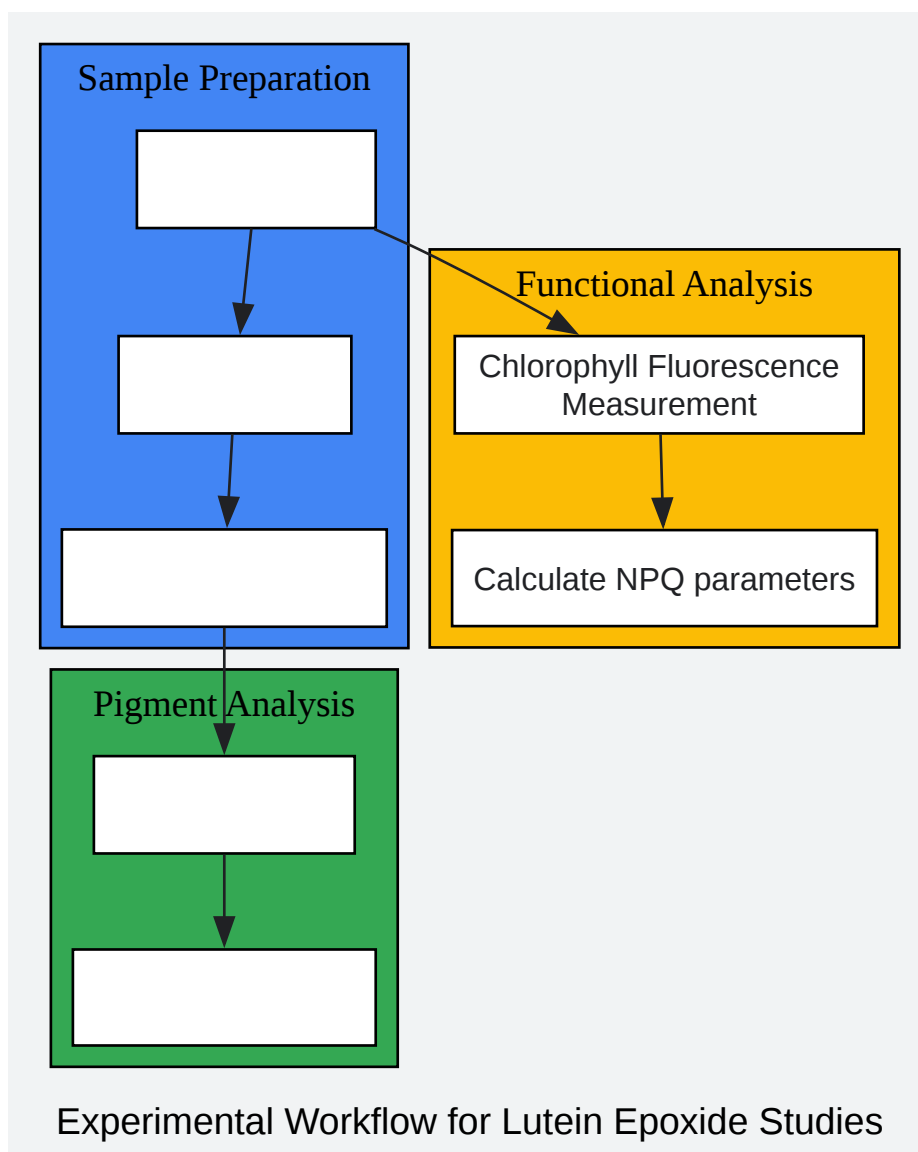 Sample Preparation
Functional Analysis
Chlorophyll Fluorescence
Measurement
Calculate NPQ parameters
Pigment Analysis
Experimental Workflow for Lutein Epoxide Studies